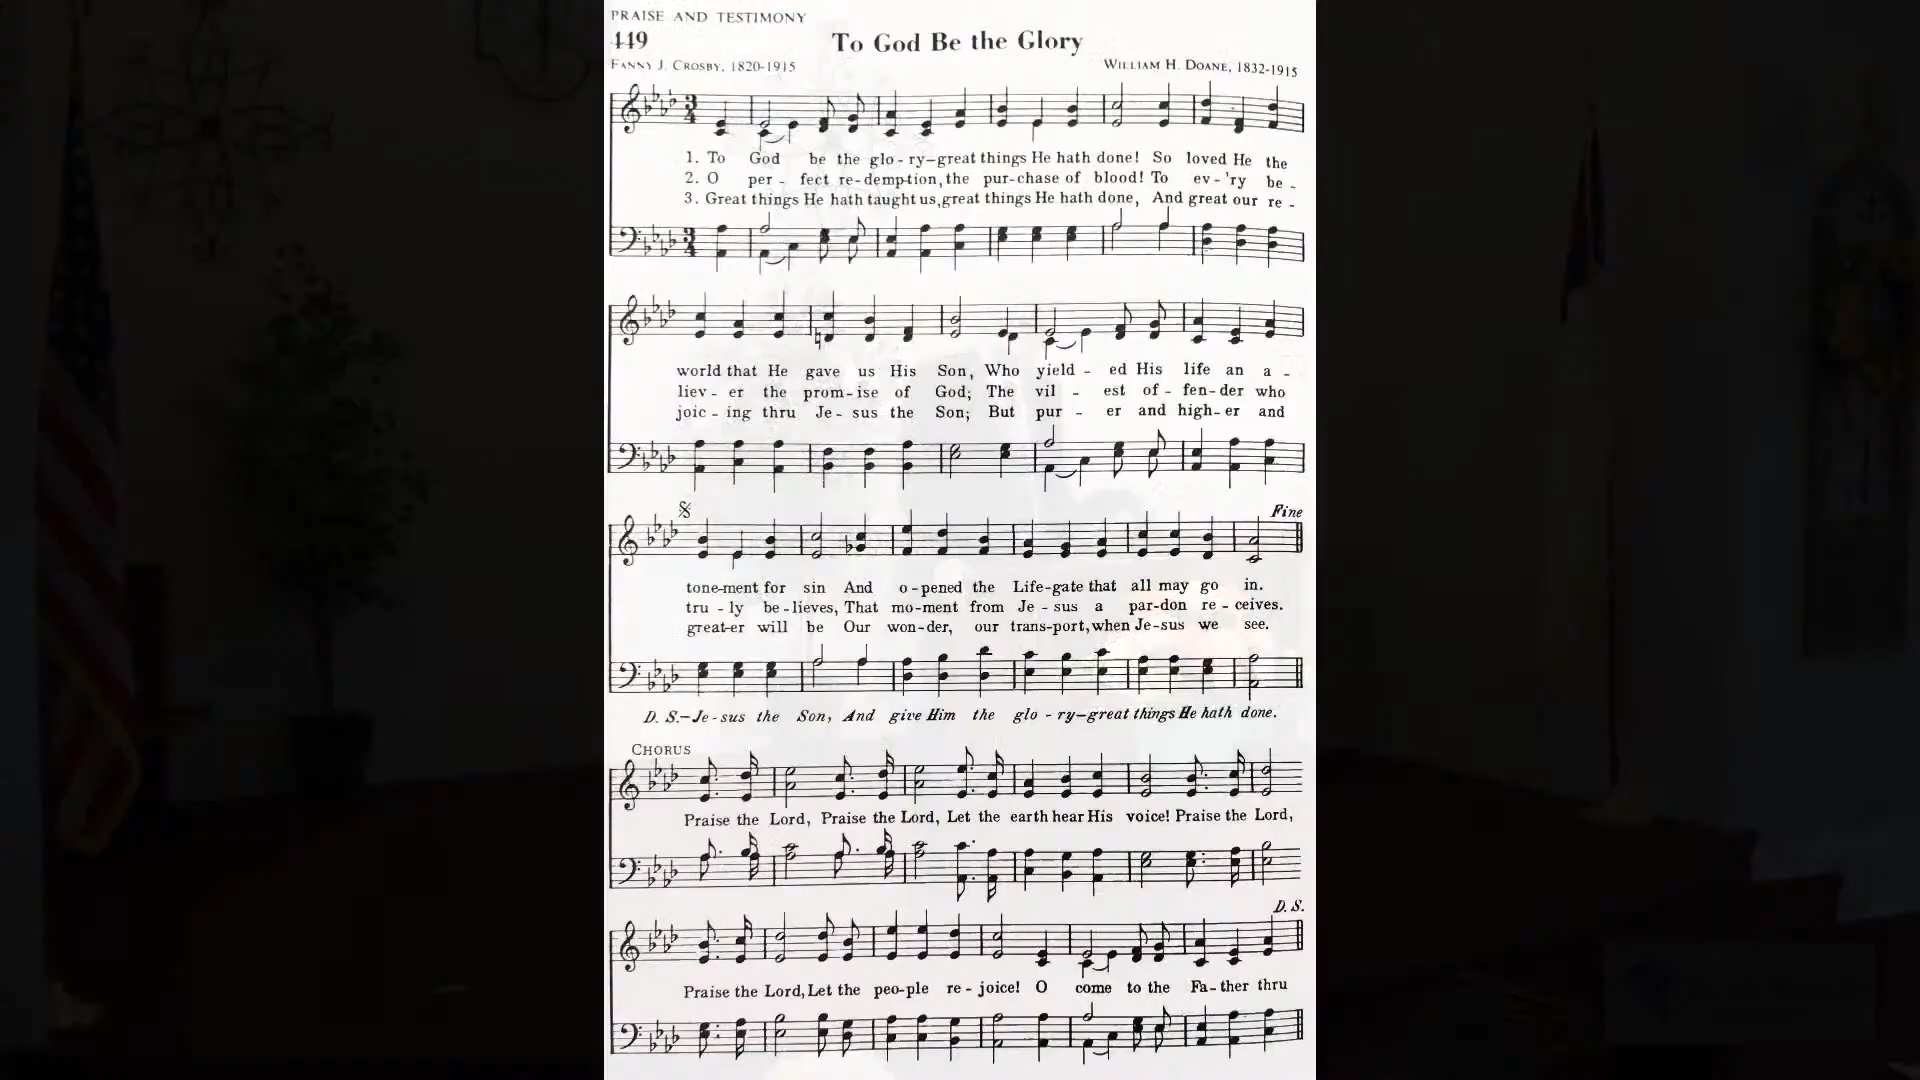 PRAISE AND TESTIMONY
449
To God Be the Glory
FANNY J. CROSBY, 1820-1915
WILLIAM H. DOANE, 1832-1915
1. To God be the glo-ry—great things He hath done! So loved He the
2. O per - fect re-demp-tion, the pur-chase of blood! To ev-'ry be -
3. Great things He hath taught us, great things He hath done, And great our re -
world that He gave us His Son, Who yield - ed His life an a -
liev - er the prom-ise of God; The vil - est of - fen-der who
joic - ing thru Je - sus the Son; But pur - er and high-er and
Fine
tone-ment for sin And o-pened the Life-gate that all may go in.
tru - ly be-lieves, That mo-ment from Je - sus a par-don re - ceives.
great-er will be Our won-der, our trans-port, when Je-sus we see.
D. S.—Je-sus the Son, And give Him the glo - ry—great things He hath done.
CHORUS
Praise the Lord, Praise the Lord, Let the earth hear His voice! Praise the Lord,
D. S.
Praise the Lord, Let the peo-ple re - joice! O come to the Fa-ther thru